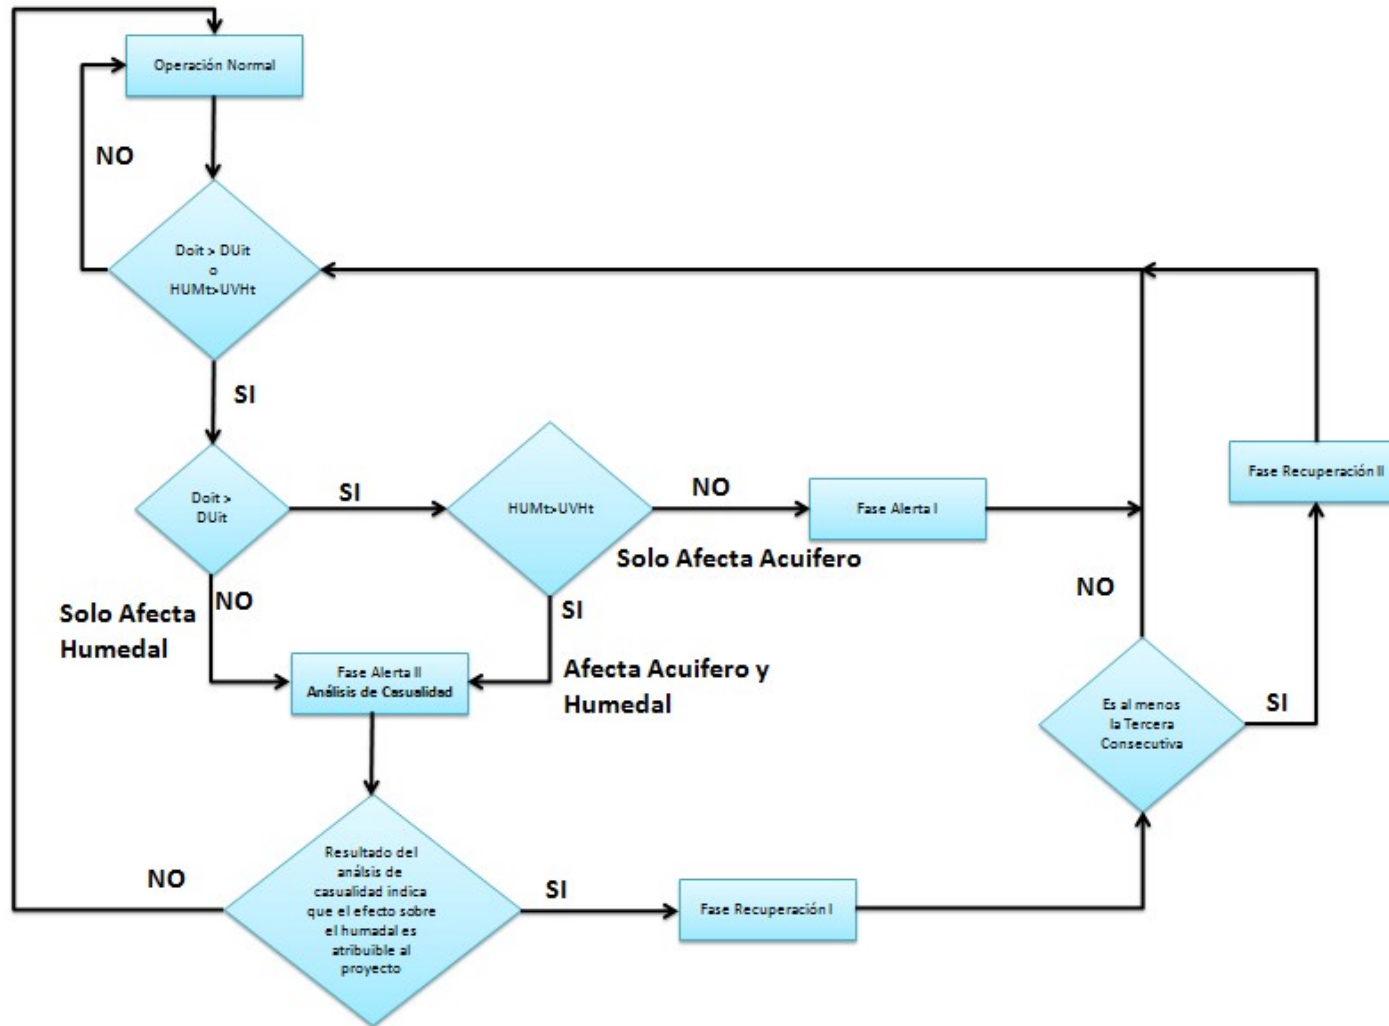 Operación Normal
NO
Doit > DUit
o
HUMt>UVHt
SI
Doit >
DUit
SI
HUMt>UVHt
NO
Fase Alerta I
Fase Recuperación II
Solo Afecta Acuifero
NO
Solo Afecta
Humedal
NO
SI
Fase Alerta II
Análisis de Casualidad
Afecta Acuifero y
Humedal
Es al menos
la Tercera
Consecutiva
SI
Resultado del
análsis de
casualidad indica
que el efecto sobre
el humadal es
atribuible al
proyecto
NO
SI
Fase Recuperación I